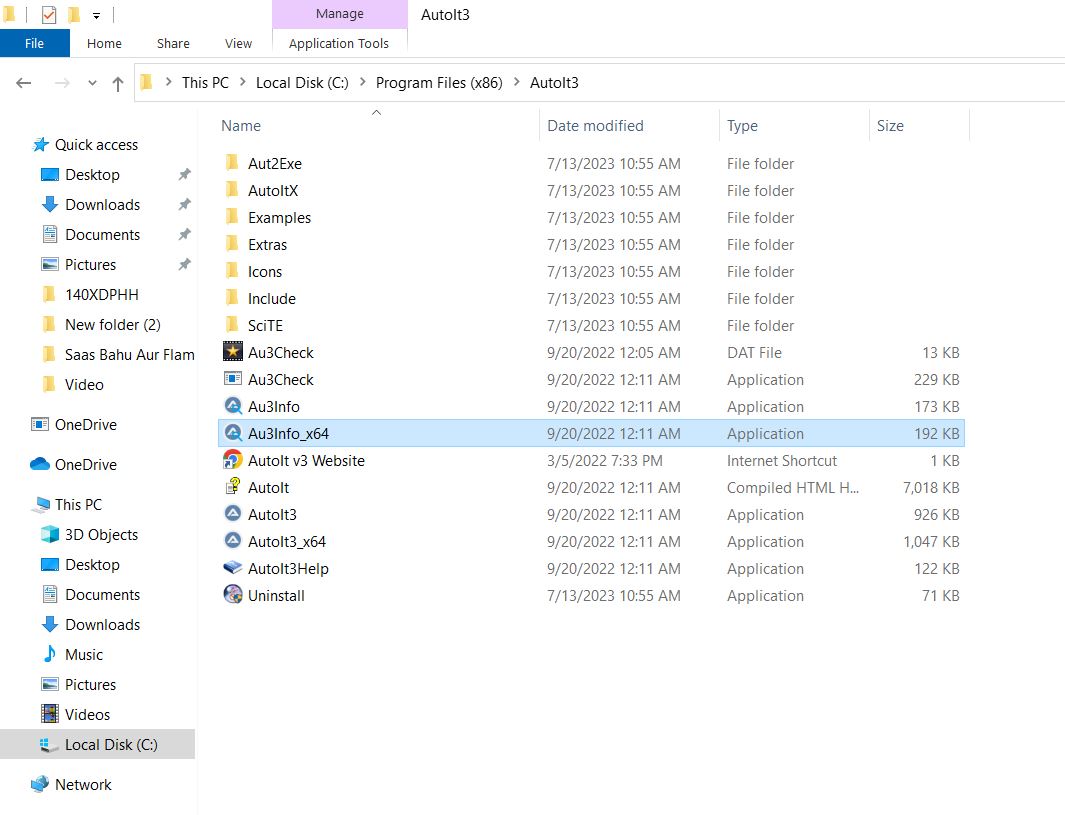 Manage AutoIt3
File Home Share View Application Tools
This PC Local Disk (C:) Program Files (x86) AutoIt3
Quick access
Desktop
Downloads
Documents
Pictures
140XDPHH
New folder (2)
Saas Bahu Aur Flam
Video
OneDrive
OneDrive
This PC
3D Objects
Desktop
Documents
Downloads
Music
Pictures
Videos
Local Disk (C:)
Network
Name Date modified Type Size
Aut2Exe 7/13/2023 10:55 AM File folder
AutoItX 7/13/2023 10:55 AM File folder
Examples 7/13/2023 10:55 AM File folder
Extras 7/13/2023 10:55 AM File folder
Icons 7/13/2023 10:55 AM File folder
Include 7/13/2023 10:55 AM File folder
SciTE 7/13/2023 10:55 AM File folder
Au3Check 9/20/2022 12:05 AM DAT File 13 KB
Au3Check 9/20/2022 12:11 AM Application 229 KB
Au3Info 9/20/2022 12:11 AM Application 173 KB
Au3Info_x64 9/20/2022 12:11 AM Application 192 KB
AutoIt v3 Website 3/5/2022 7:33 PM Internet Shortcut 1 KB
AutoIt 9/20/2022 12:11 AM Compiled HTML H... 7,018 KB
AutoIt3 9/20/2022 12:11 AM Application 926 KB
AutoIt3_x64 9/20/2022 12:11 AM Application 1,047 KB
AutoIt3Help 9/20/2022 12:11 AM Application 122 KB
Uninstall 7/13/2023 10:55 AM Application 71 KB